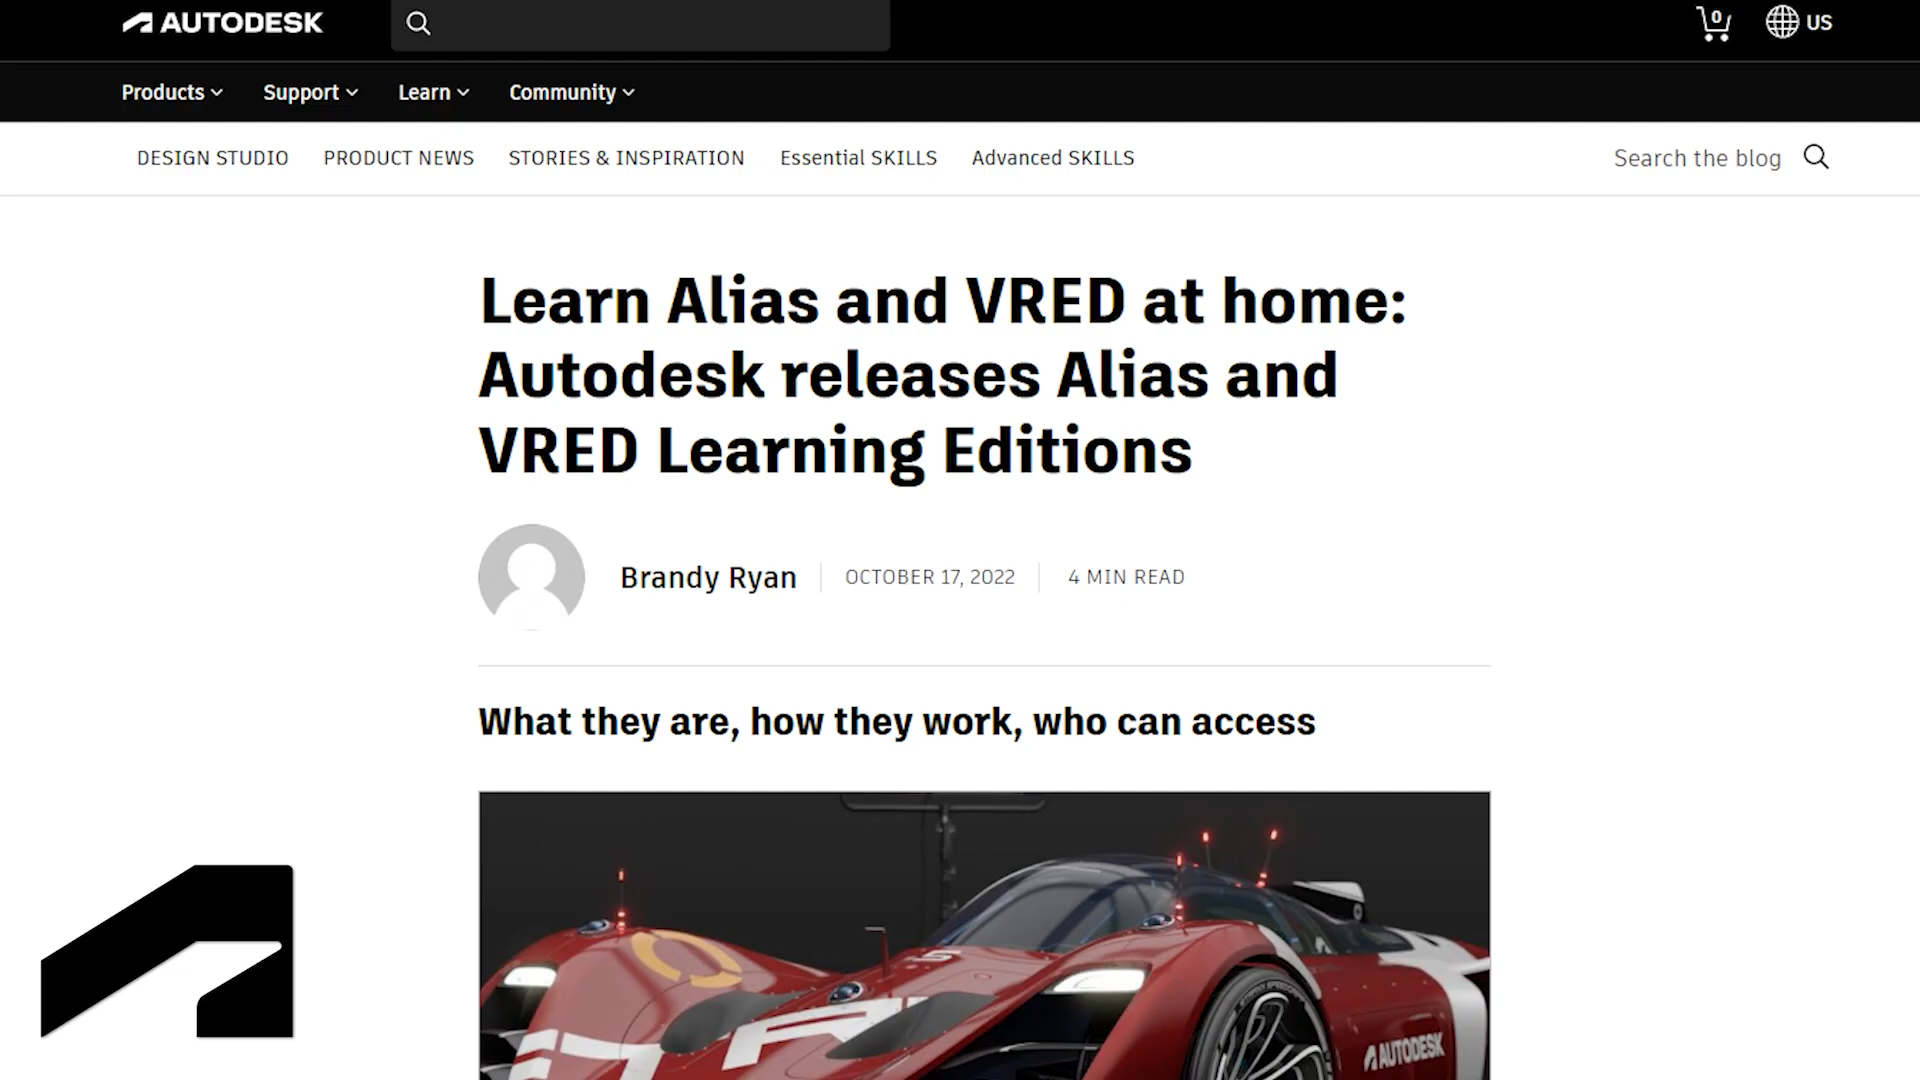 AUTODESK
0
US
Products
Support
Learn
Community
DESIGN STUDIO
PRODUCT NEWS
STORIES & INSPIRATION
Essential SKILLS
Advanced SKILLS
Search the blog
Learn Alias and VRED at home:
Autodesk releases Alias and
VRED Learning Editions
Brandy Ryan
OCTOBER 17, 2022
4 MIN READ
What they are, how they work, who can access
AUTODESK